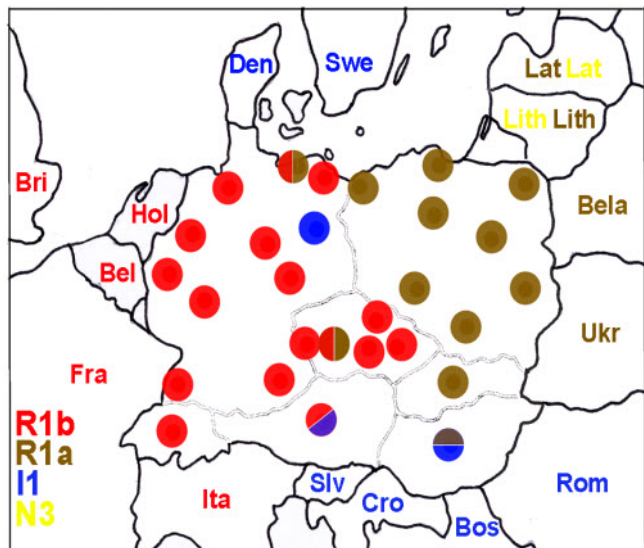 Den
Swe
Lat Lat
Lith Lith
Bri
Hol
Bela
Bel
Ukr
Fra
R1b
R1a
I1
N3
Ita
Slv
Cro
Bos
Rom